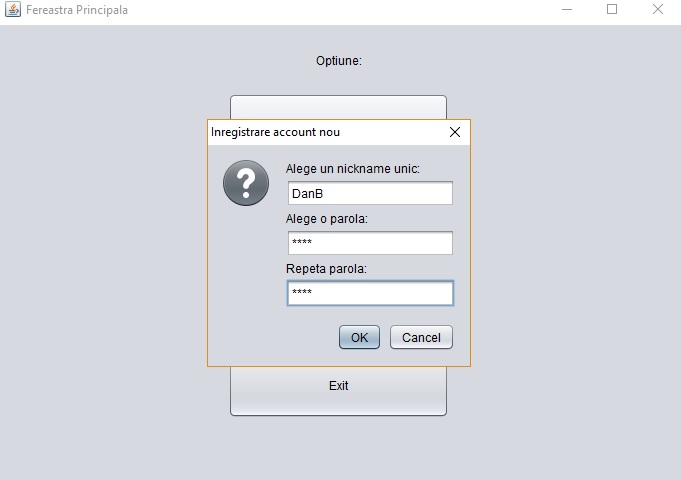 Fereastra Principala
Optiune:
Inregistrare account nou
Alege un nickname unic:
DanB
Alege o parola:
****
Repeta parola:
****
OK Cancel
Exit